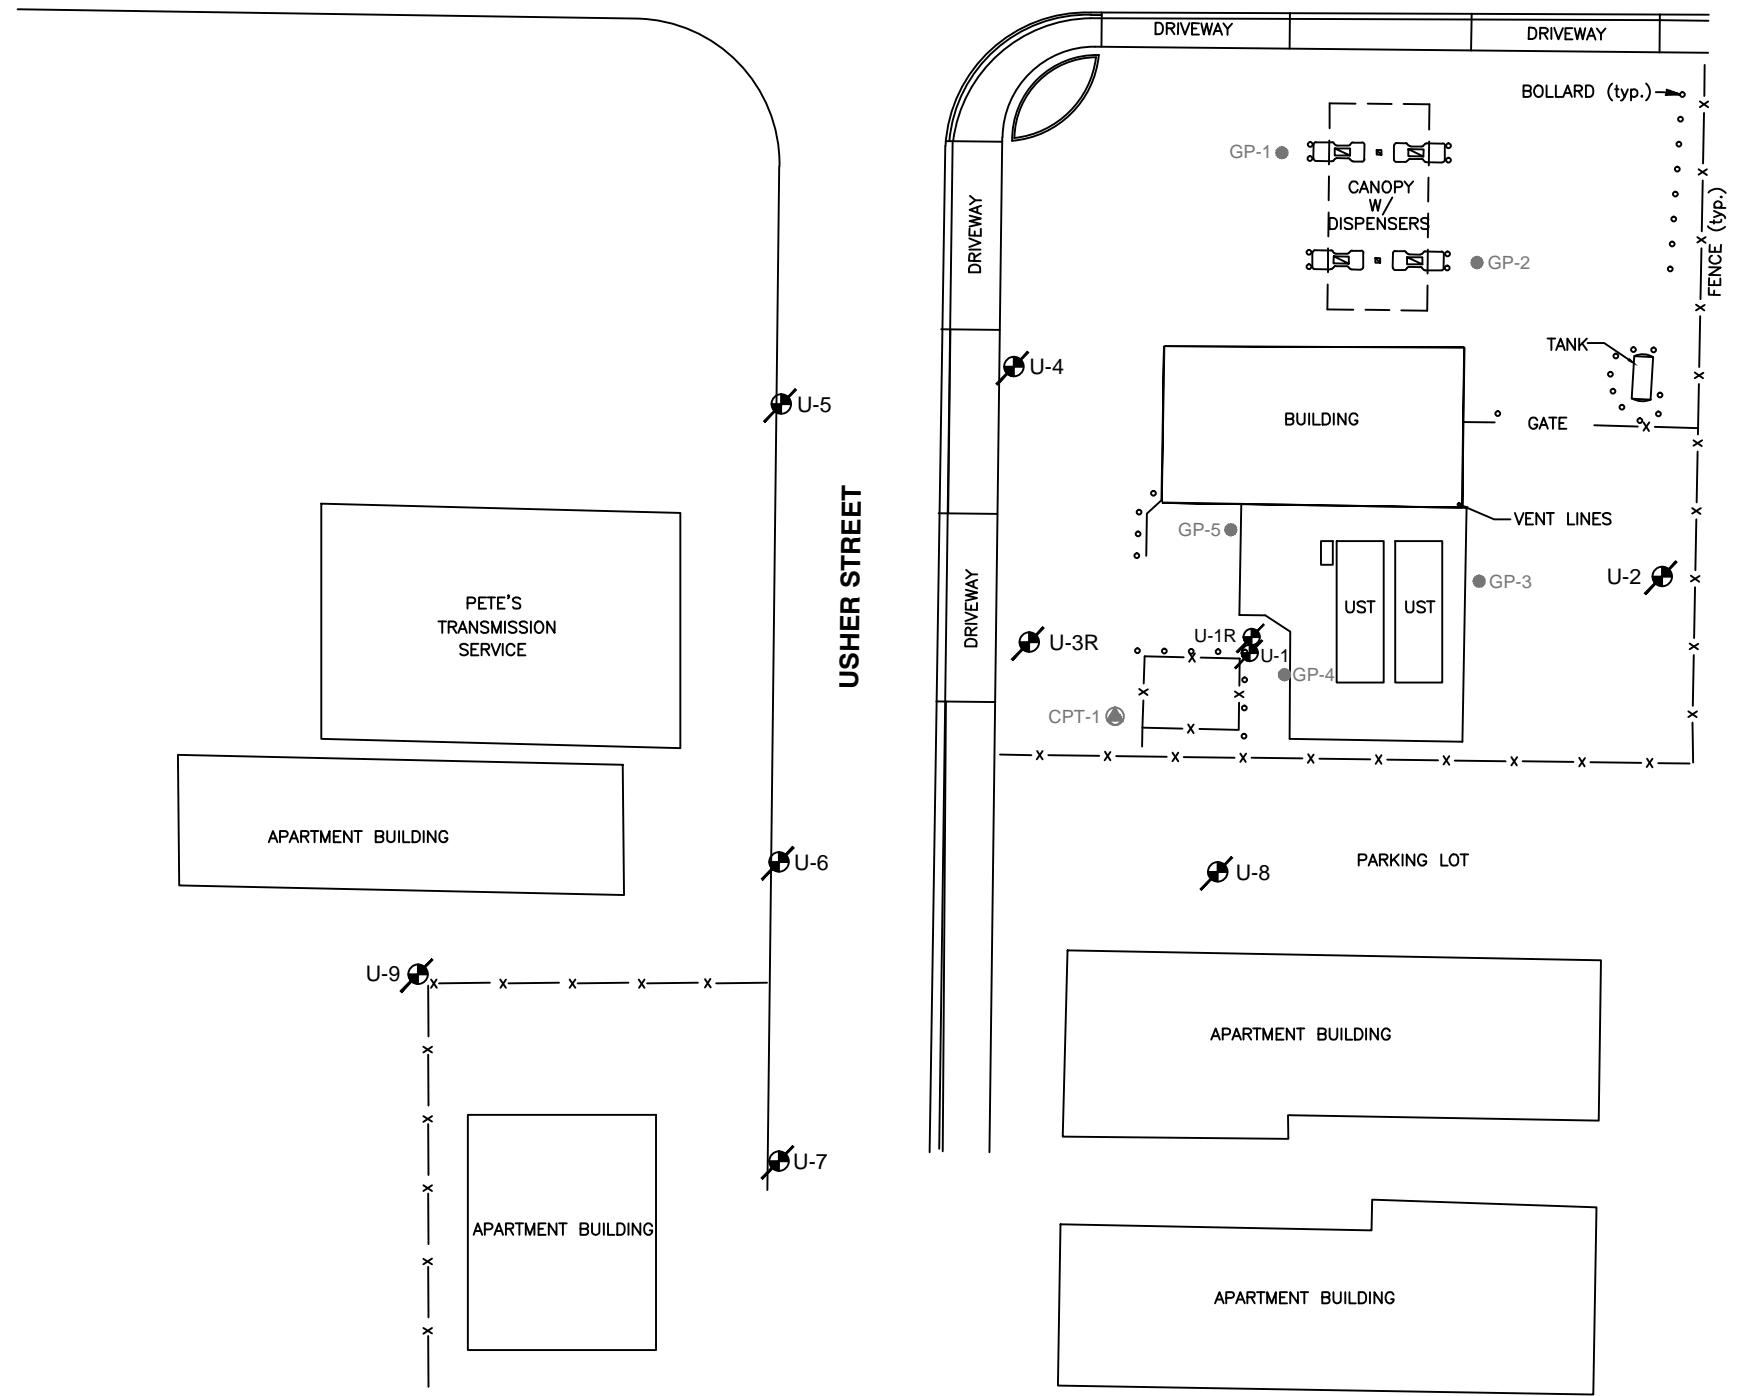 DRIVEWAY
DRIVEWAY
BOLLARD (typ.)
GP-1
CANOPY
W/
DISPENSERS
GP-2
FENCE (typ.)
DRIVEWAY
TANK
U-4
U-5
BUILDING
GATE
USHER STREET
VENT LINES
GP-5
PETE'S
TRANSMISSION
SERVICE
DRIVEWAY
UST
UST
GP-3
U-2
U-3R
U-1R
U-1
GP-4
CPT-1
APARTMENT BUILDING
U-6
U-8
PARKING LOT
U-9
APARTMENT BUILDING
U-7
APARTMENT BUILDING
APARTMENT BUILDING